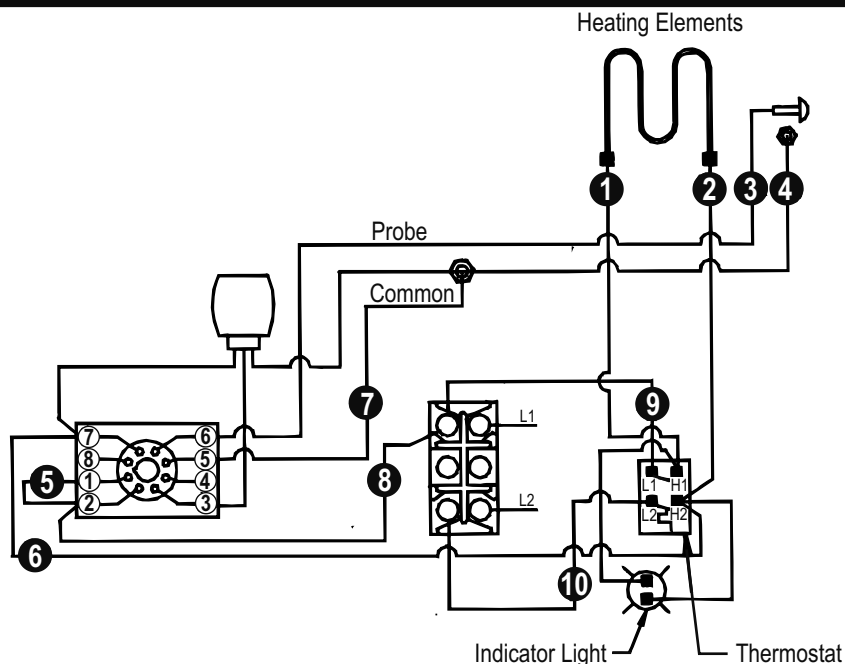 Heating Elements
1
2
3
4
Probe
Common
7
9
L1
8
7
6
8
5
5
1
4
2
3
L1
H1
L2
L2
H2
6
10
Indicator Light
Thermostat